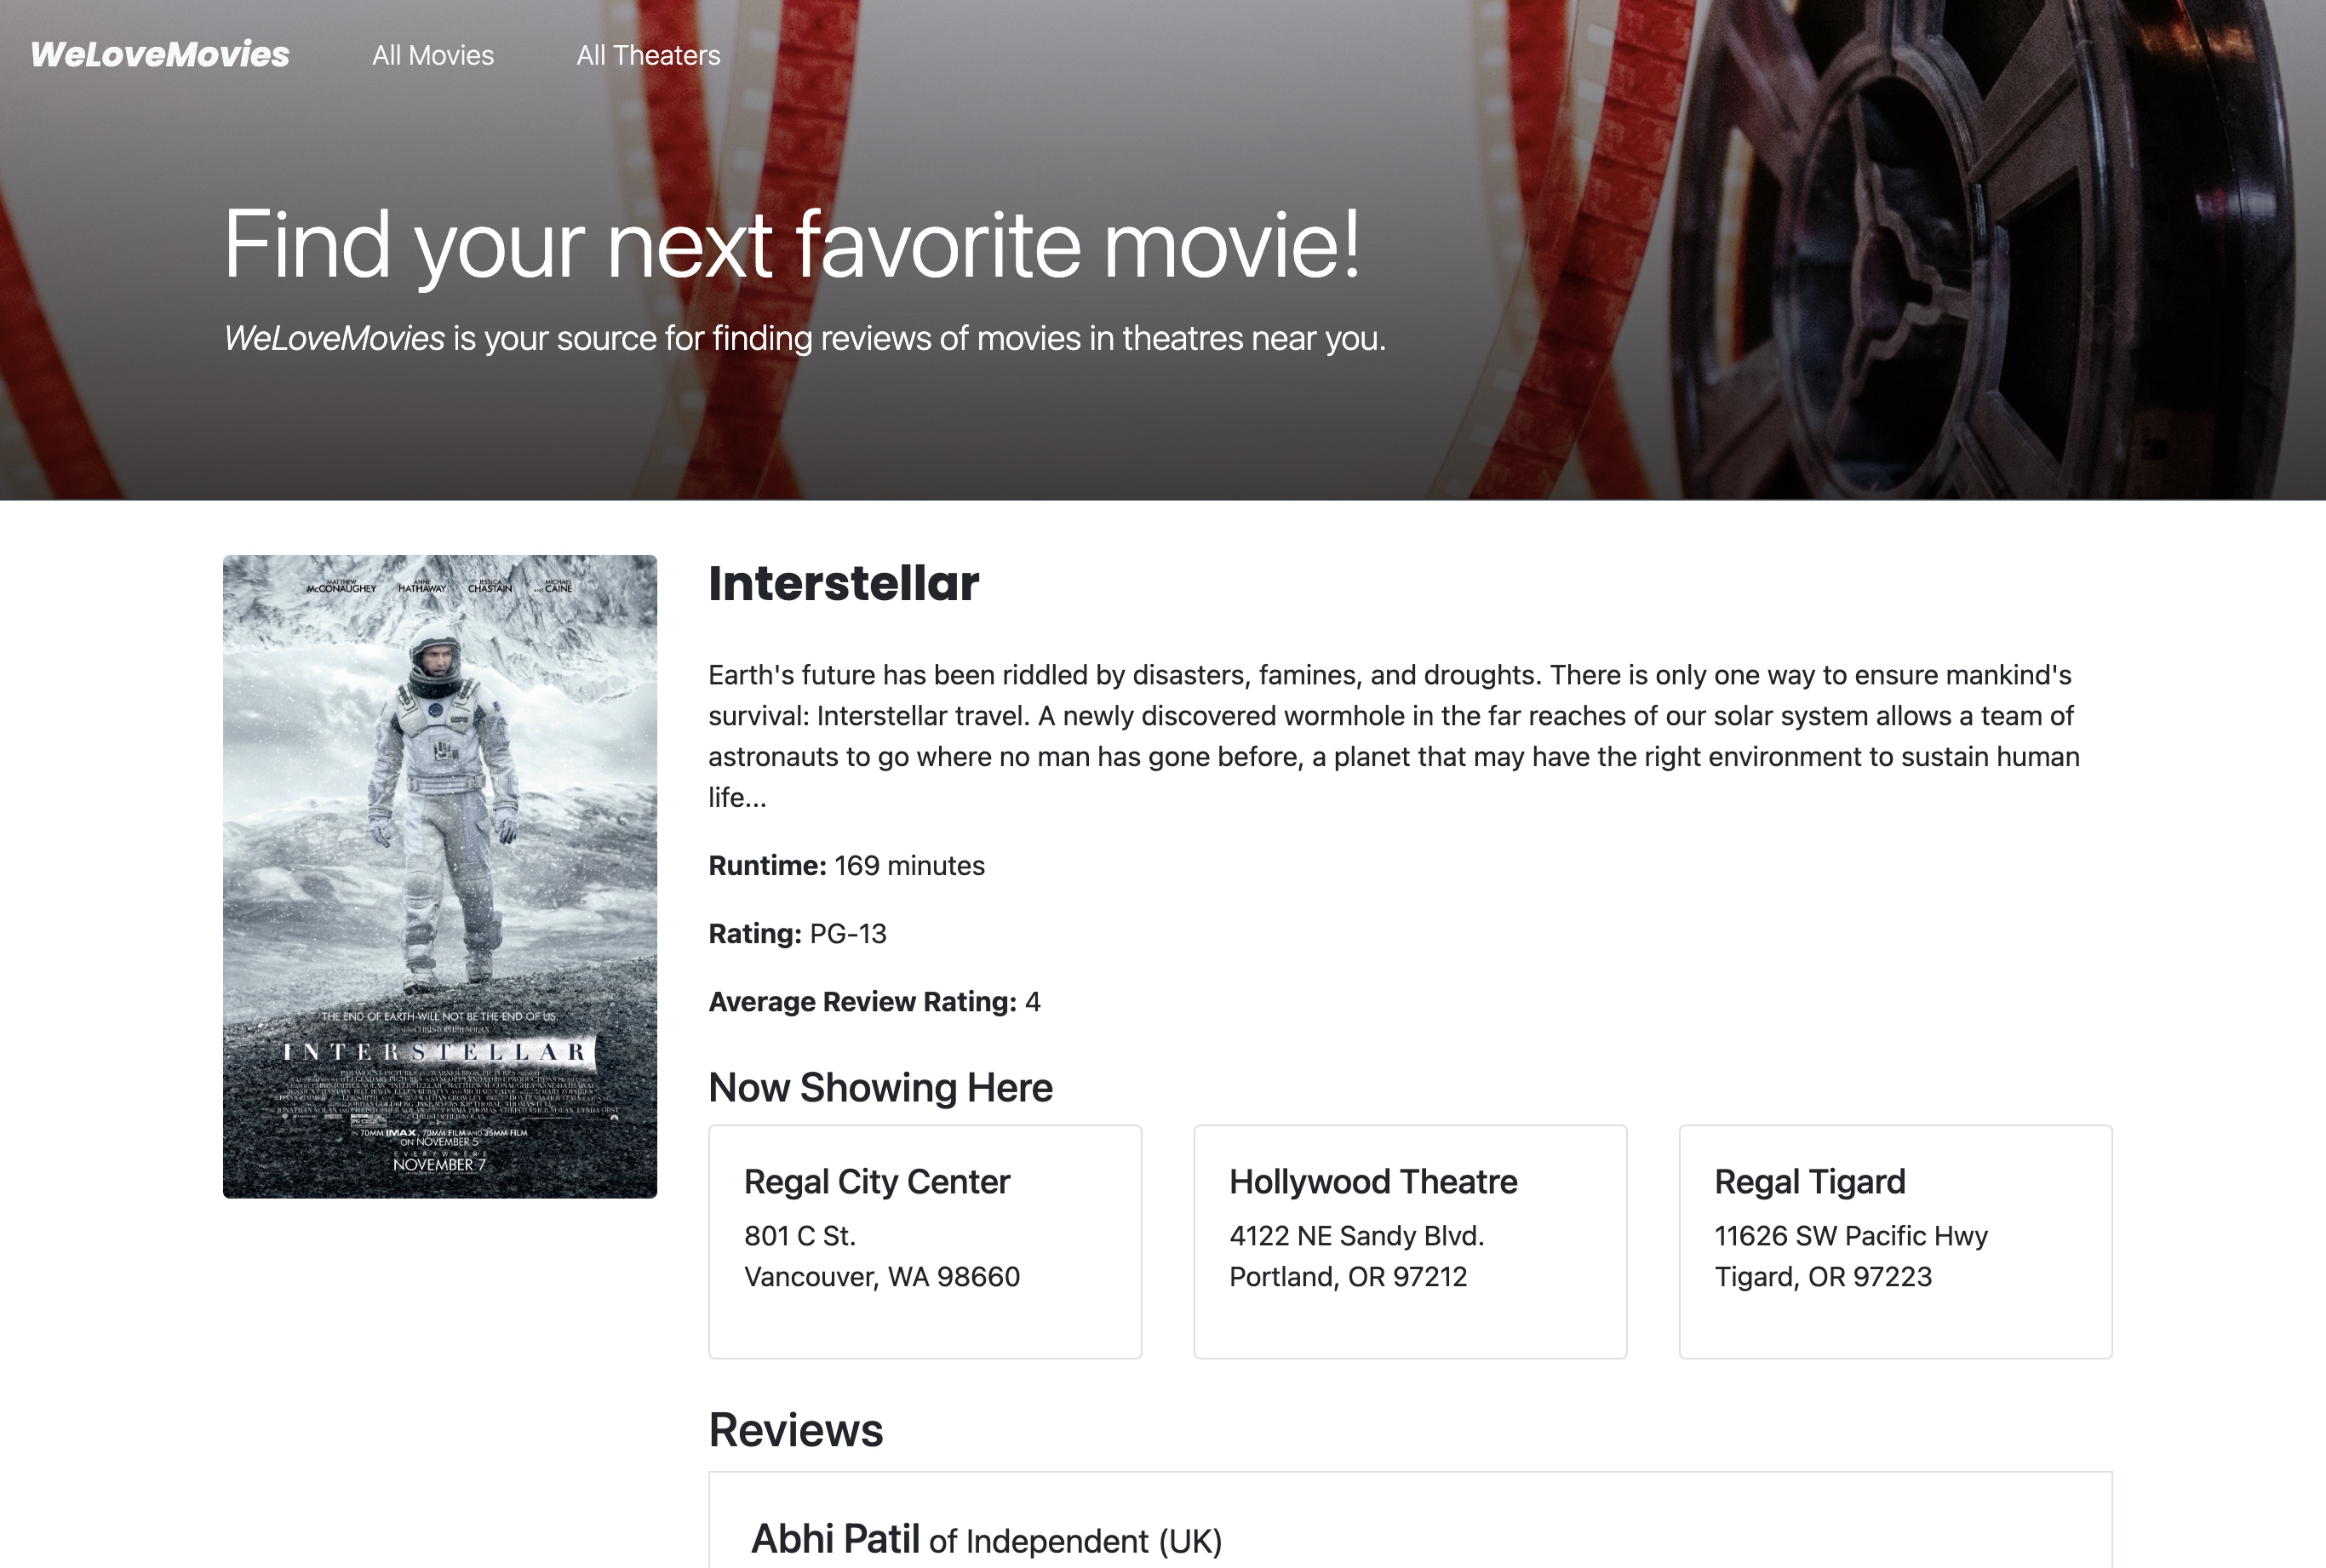 WeLoveMovies
All Movies
All Theaters
Find your next favorite movie!
WeLoveMovies is your source for finding reviews of movies in theatres near you.
MATTHEW McCONAUGHEY
ANNE HATHAWAY
JESSICA CHASTAIN
AND MICHAEL CAINE
THE END OF EARTH WILL NOT BE THE END OF US
CHRISTOPHER NOLAN
INTERSTELLAR
IN 70MM IMAX, 70MM FILM AND 35MM FILM
ON NOVEMBER 5
EVERYWHERE
NOVEMBER 7
Interstellar
Earth's future has been riddled by disasters, famines, and droughts. There is only one way to ensure mankind's
survival: Interstellar travel. A newly discovered wormhole in the far reaches of our solar system allows a team of
astronauts to go where no man has gone before, a planet that may have the right environment to sustain human
life...
Runtime: 169 minutes
Rating: PG-13
Average Review Rating: 4
Now Showing Here
Regal City Center
801 C St.
Vancouver, WA 98660
Hollywood Theatre
4122 NE Sandy Blvd.
Portland, OR 97212
Regal Tigard
11626 SW Pacific Hwy
Tigard, OR 97223
Reviews
Abhi Patil of Independent (UK)